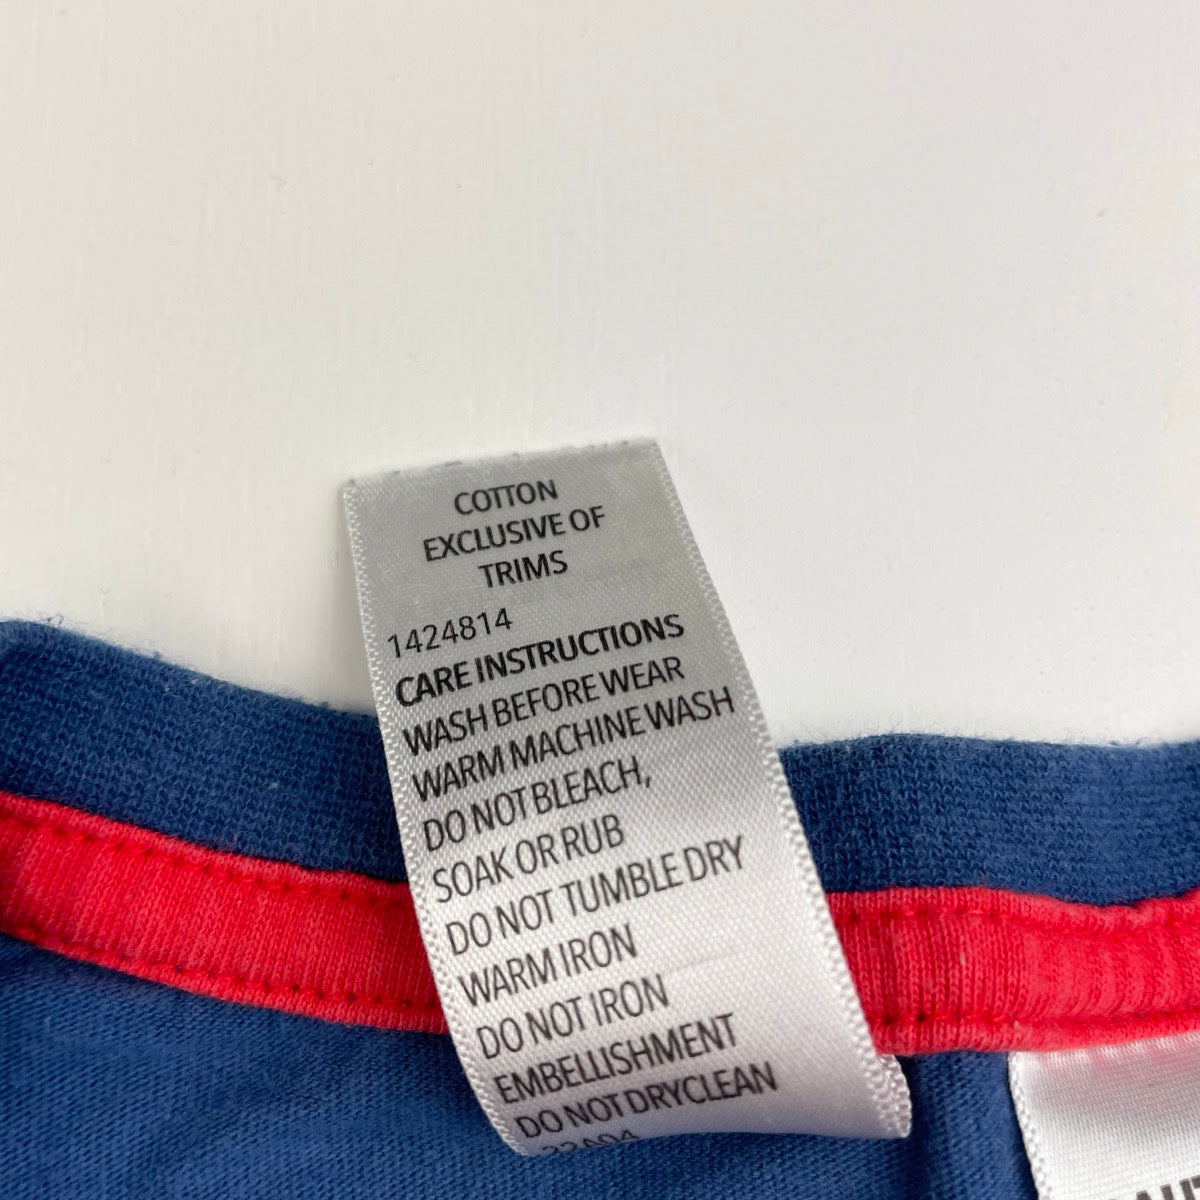 COTTON
EXCLUSIVE OF
TRIMS
1424814
CARE INSTRUCTIONS
WASH BEFORE WEAR
WARM MACHINE WASH
DO NOT BLEACH,
SOAK OR RUB
DO NOT TUMBLE DRY
WARM IRON
DO NOT IRON
EMBELLISHMENT
DO NOT DRYCLEAN